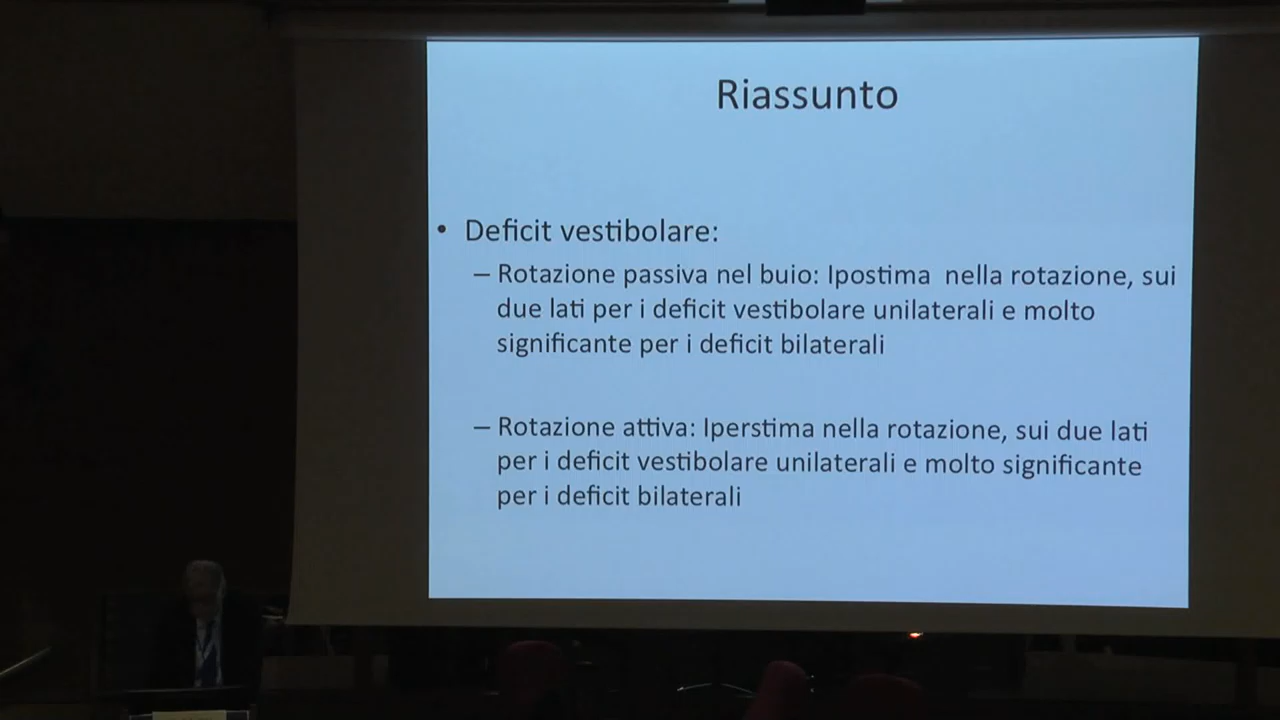 Riassunto
• Deficit vestibolare:
– Rotazione passiva nel buio: Ipostima nella rotazione, sui
due lati per i deficit vestibolare unilaterali e molto
significante per i deficit bilaterali
– Rotazione attiva: Iperstima nella rotazione, sui due lati
per i deficit vestibolare unilaterali e molto significante
per i deficit bilaterali